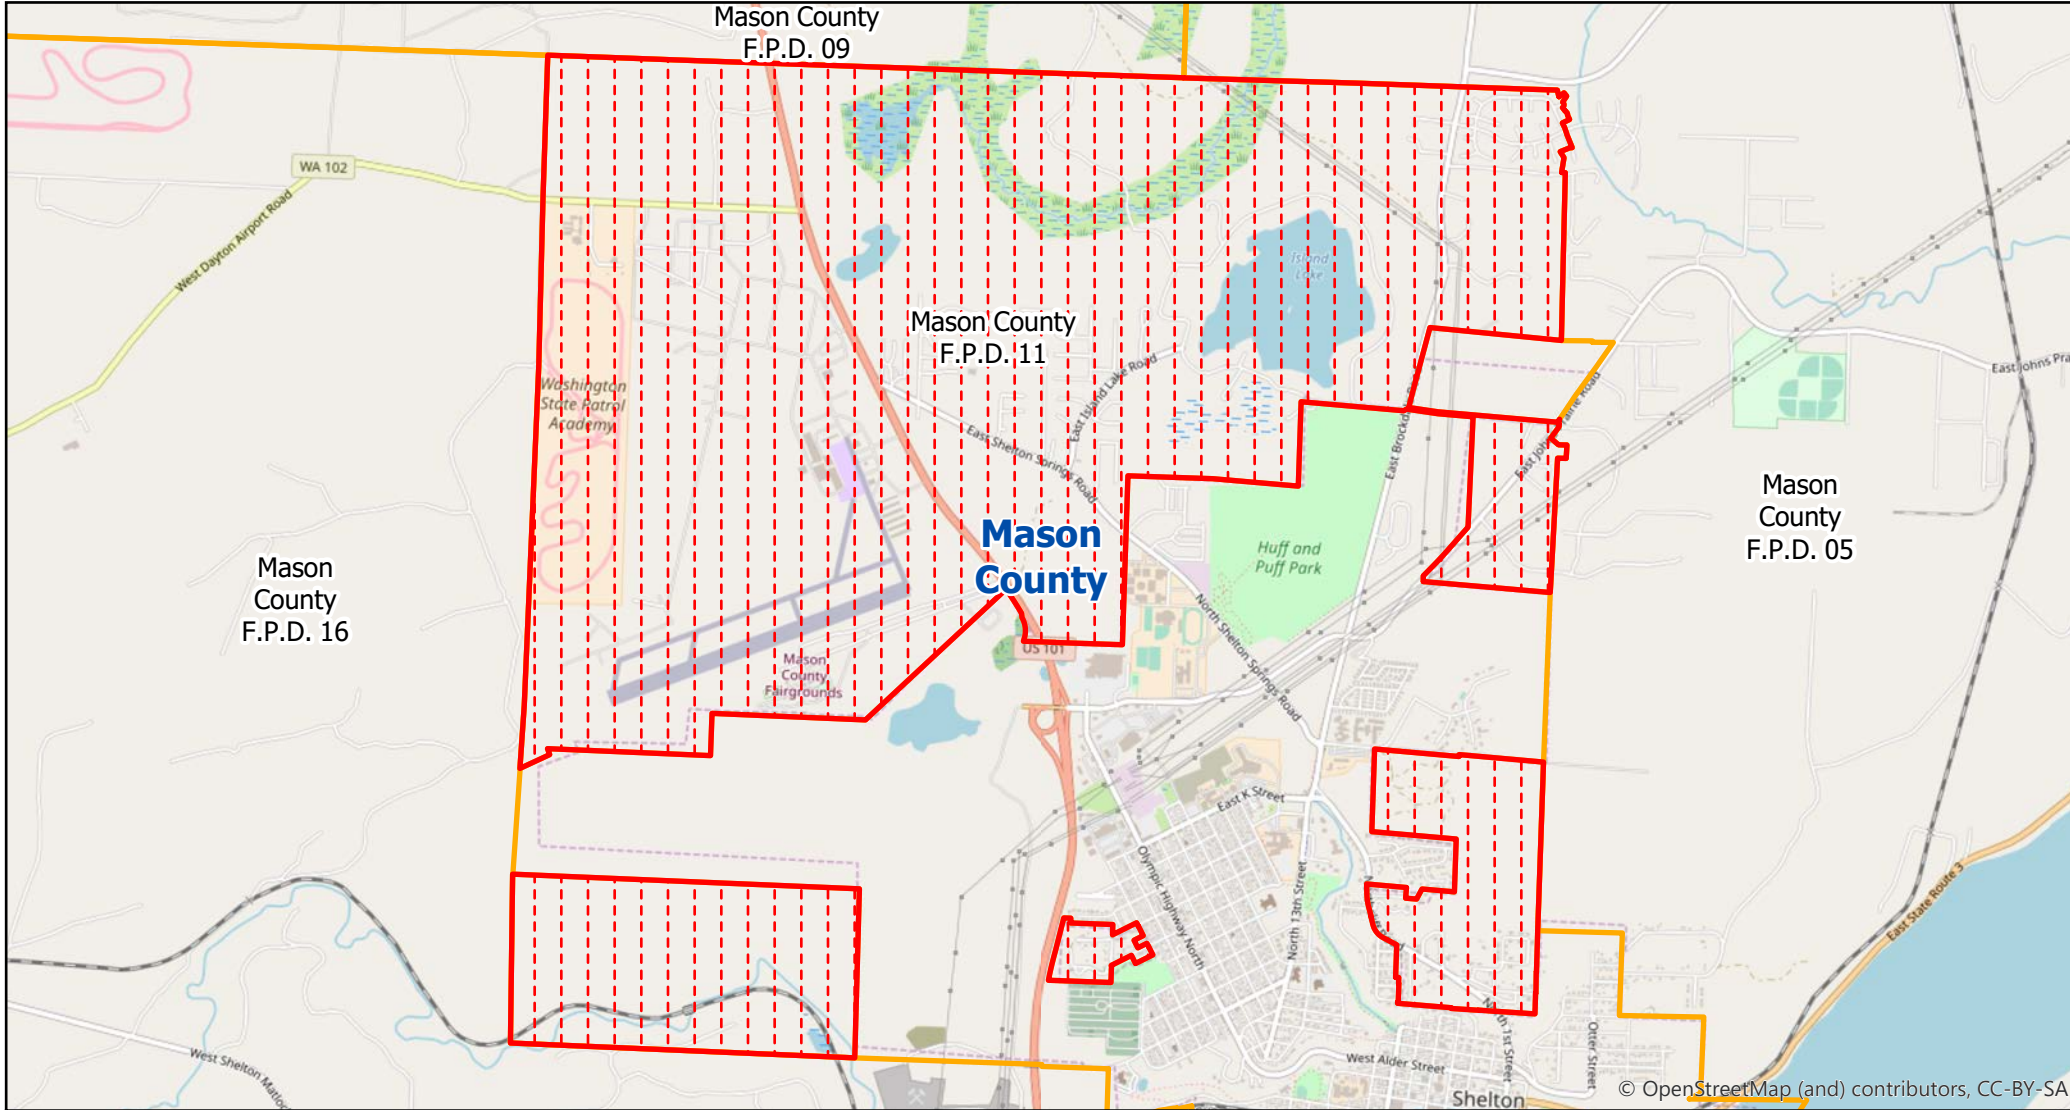 Mason County
F.P.D. 09
WA 102
West Dayton Airport Road
Island
Lake
Mason County
F.P.D. 11
East Island Lake Road
East Johns Pra
Washington
State Patrol
Academy
East Shelton Springs Road
Mason
County
F.P.D. 05
Mason
County
Huff and
Puff Park
Mason
County
F.P.D. 16
North Shelton Springs Road
US 101
Mason
County
Fairgrounds
East K Street
Olympic Highway North
North 13th Street
East State Route 3
North 1st Street
Otter Street
West Alder Street
West Shelton Matloc
Shelton
© OpenStreetMap (and) contributors, CC-BY-SA